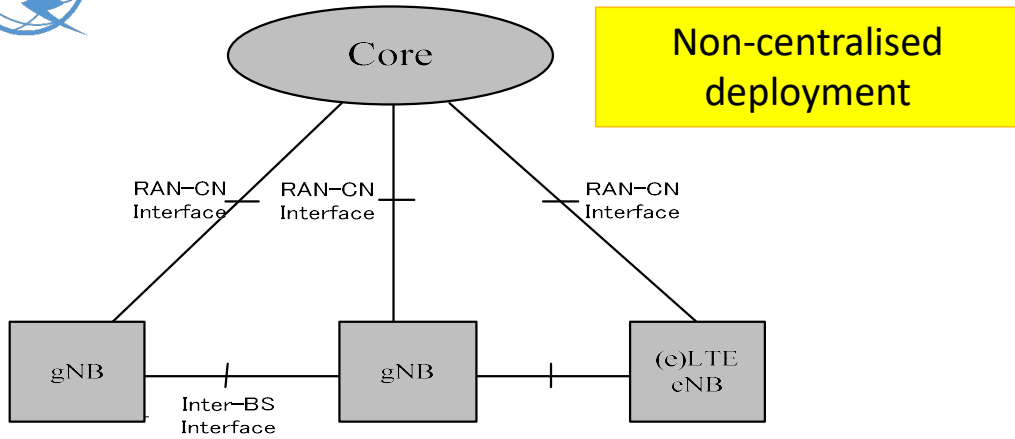 Core
Non-centralised
deployment
RAN-CN
Interface
RAN-CN
Interface
RAN-CN
Interface
gNB
gNB
(e)LTE
eNB
Inter-BS
Interface